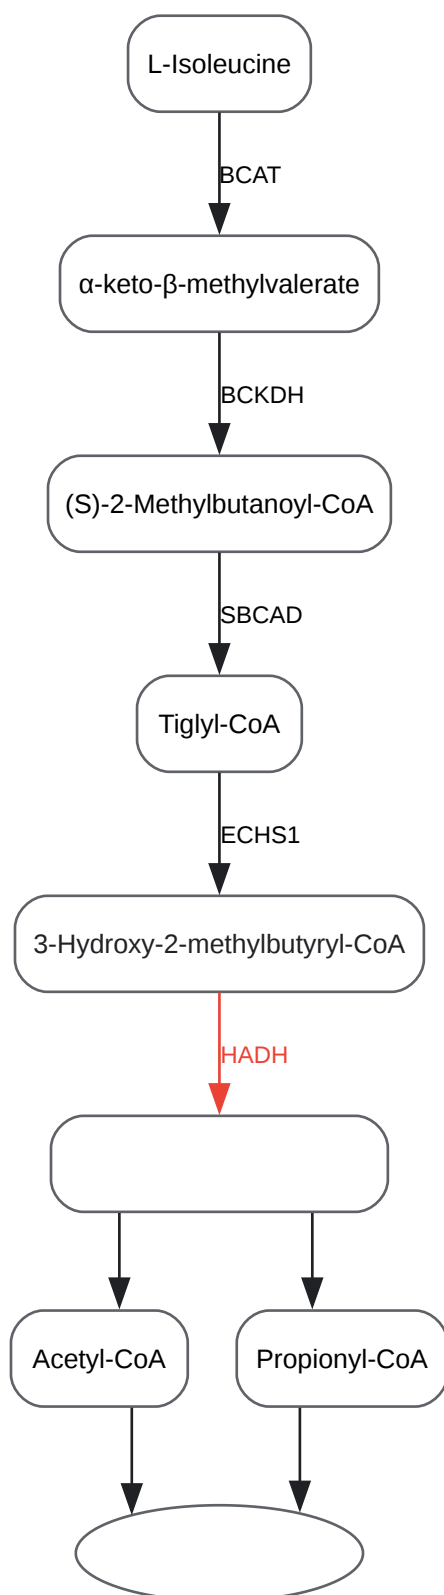 L-Isoleucine
BCAT
α-keto-β-methylvalerate
BCKDH
(S)-2-Methylbutanoyl-CoA
SBCAD
Tiglyl-CoA
ECHS1
3-Hydroxy-2-methylbutyryl-CoA
HADH
Acetyl-CoA
Propionyl-CoA